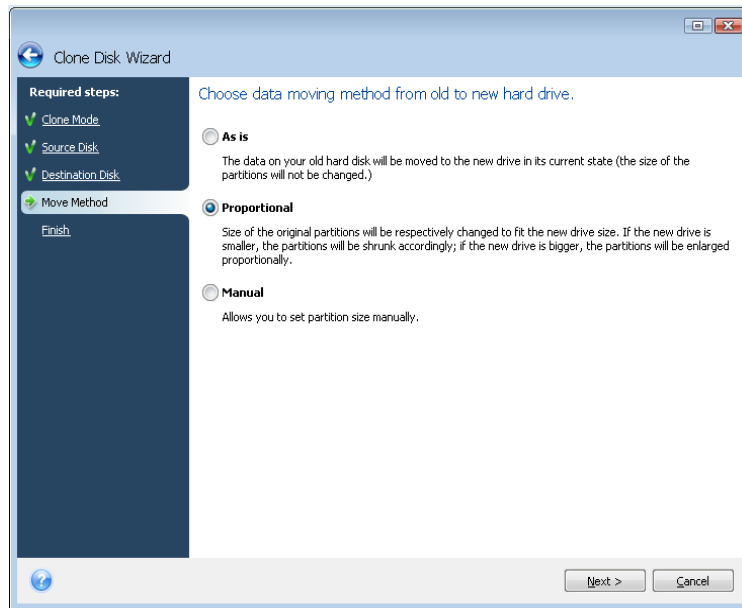 Clone Disk Wizard
Required steps:
Clone Mode
Source Disk
Destination Disk
Move Method
Finish
Choose data moving method from old to new hard drive.
As is
The data on your old hard disk will be moved to the new drive in its current state (the size of the
partitions will not be changed.)
Proportional
Size of the original partitions will be respectively changed to fit the new drive size. If the new drive is
smaller, the partitions will be shrunk accordingly; if the new drive is bigger, the partitions will be enlarged
proportionally.
Manual
Allows you to set partition size manually.
Next >
Cancel